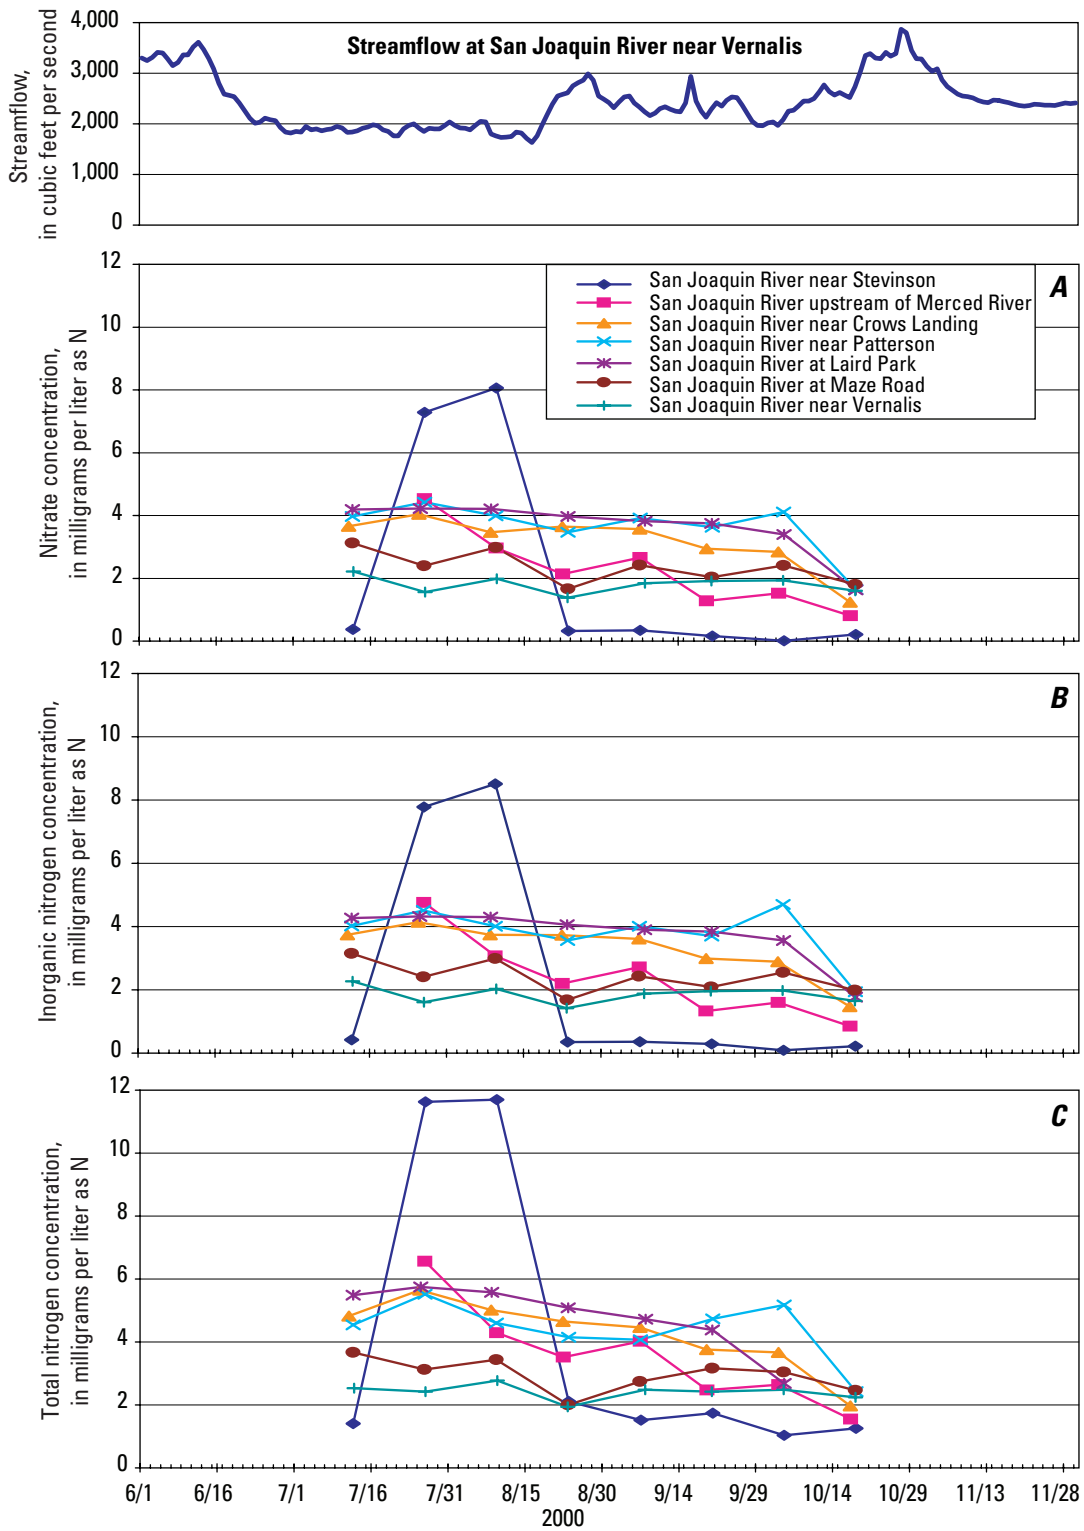 Streamflow at San Joaquin River near Vernalis
Streamflow,
in cubic feet per second
4,000
3,000
2,000
1,000
0
A
Nitrate concentration,
in milligrams per liter as N
12
10
8
6
4
2
0
San Joaquin River near Stevinson
San Joaquin River upstream of Merced River
San Joaquin River near Crows Landing
San Joaquin River near Patterson
San Joaquin River at Laird Park
San Joaquin River at Maze Road
San Joaquin River near Vernalis
B
Inorganic nitrogen concentration,
in milligrams per liter as N
12
10
8
6
4
2
0
C
Total nitrogen concentration,
in milligrams per liter as N
12
10
8
6
4
2
0
6/1 6/16 7/1 7/16 7/31 8/15 8/30 9/14 9/29 10/14 10/29 11/13 11/28
2000